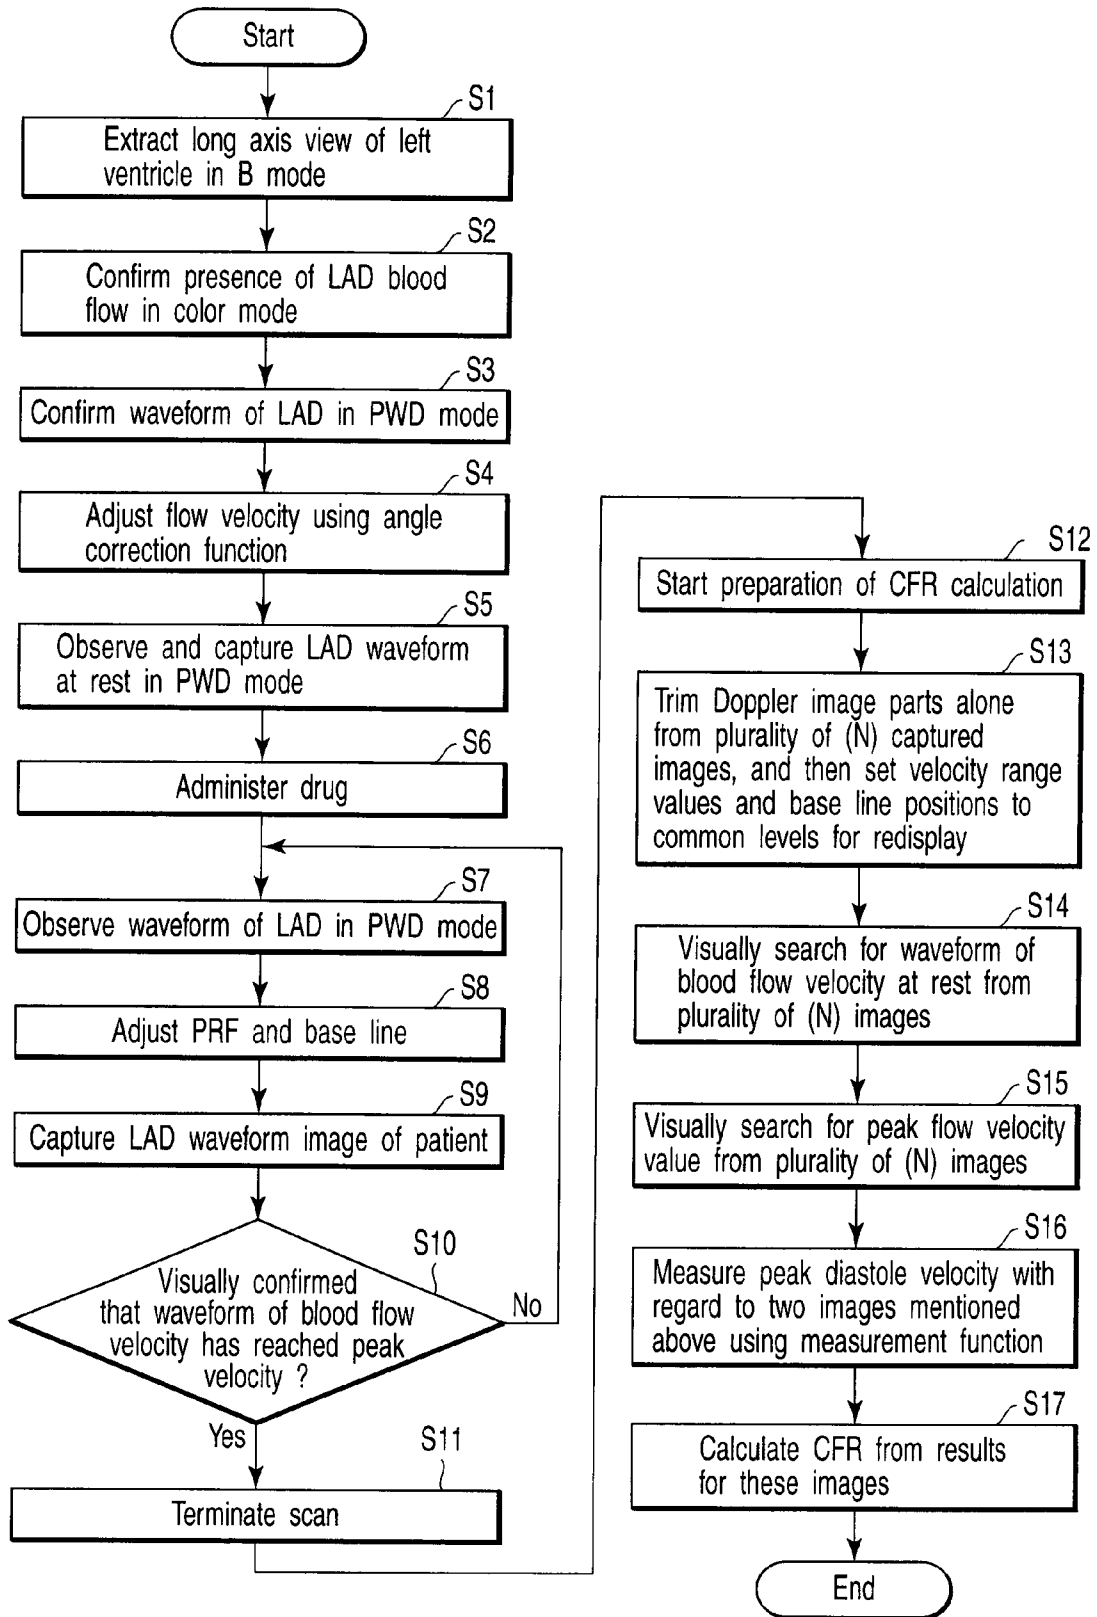 Start
S1
Extract long axis view of left
ventricle in B mode
S2
Confirm presence of LAD blood
flow in color mode
S3
Confirm waveform of LAD in PWD mode
S4
Adjust flow velocity using angle
correction function
S5
Observe and capture LAD waveform
at rest in PWD mode
S6
Administer drug
S7
Observe waveform of LAD in PWD mode
S8
Adjust PRF and base line
S9
Capture LAD waveform image of patient
S10
Visually confirmed
that waveform of blood flow
velocity has reached peak
velocity ?
No
Yes
S11
Terminate scan
S12
Start preparation of CFR calculation
S13
Trim Doppler image parts alone
from plurality of (N) captured
images, and then set velocity range
values and base line positions to
common levels for redisplay
S14
Visually search for waveform of
blood flow velocity at rest from
plurality of (N) images
S15
Visually search for peak flow velocity
value from plurality of (N) images
S16
Measure peak diastole velocity with
regard to two images mentioned
above using measurement function
S17
Calculate CFR from results
for these images
End